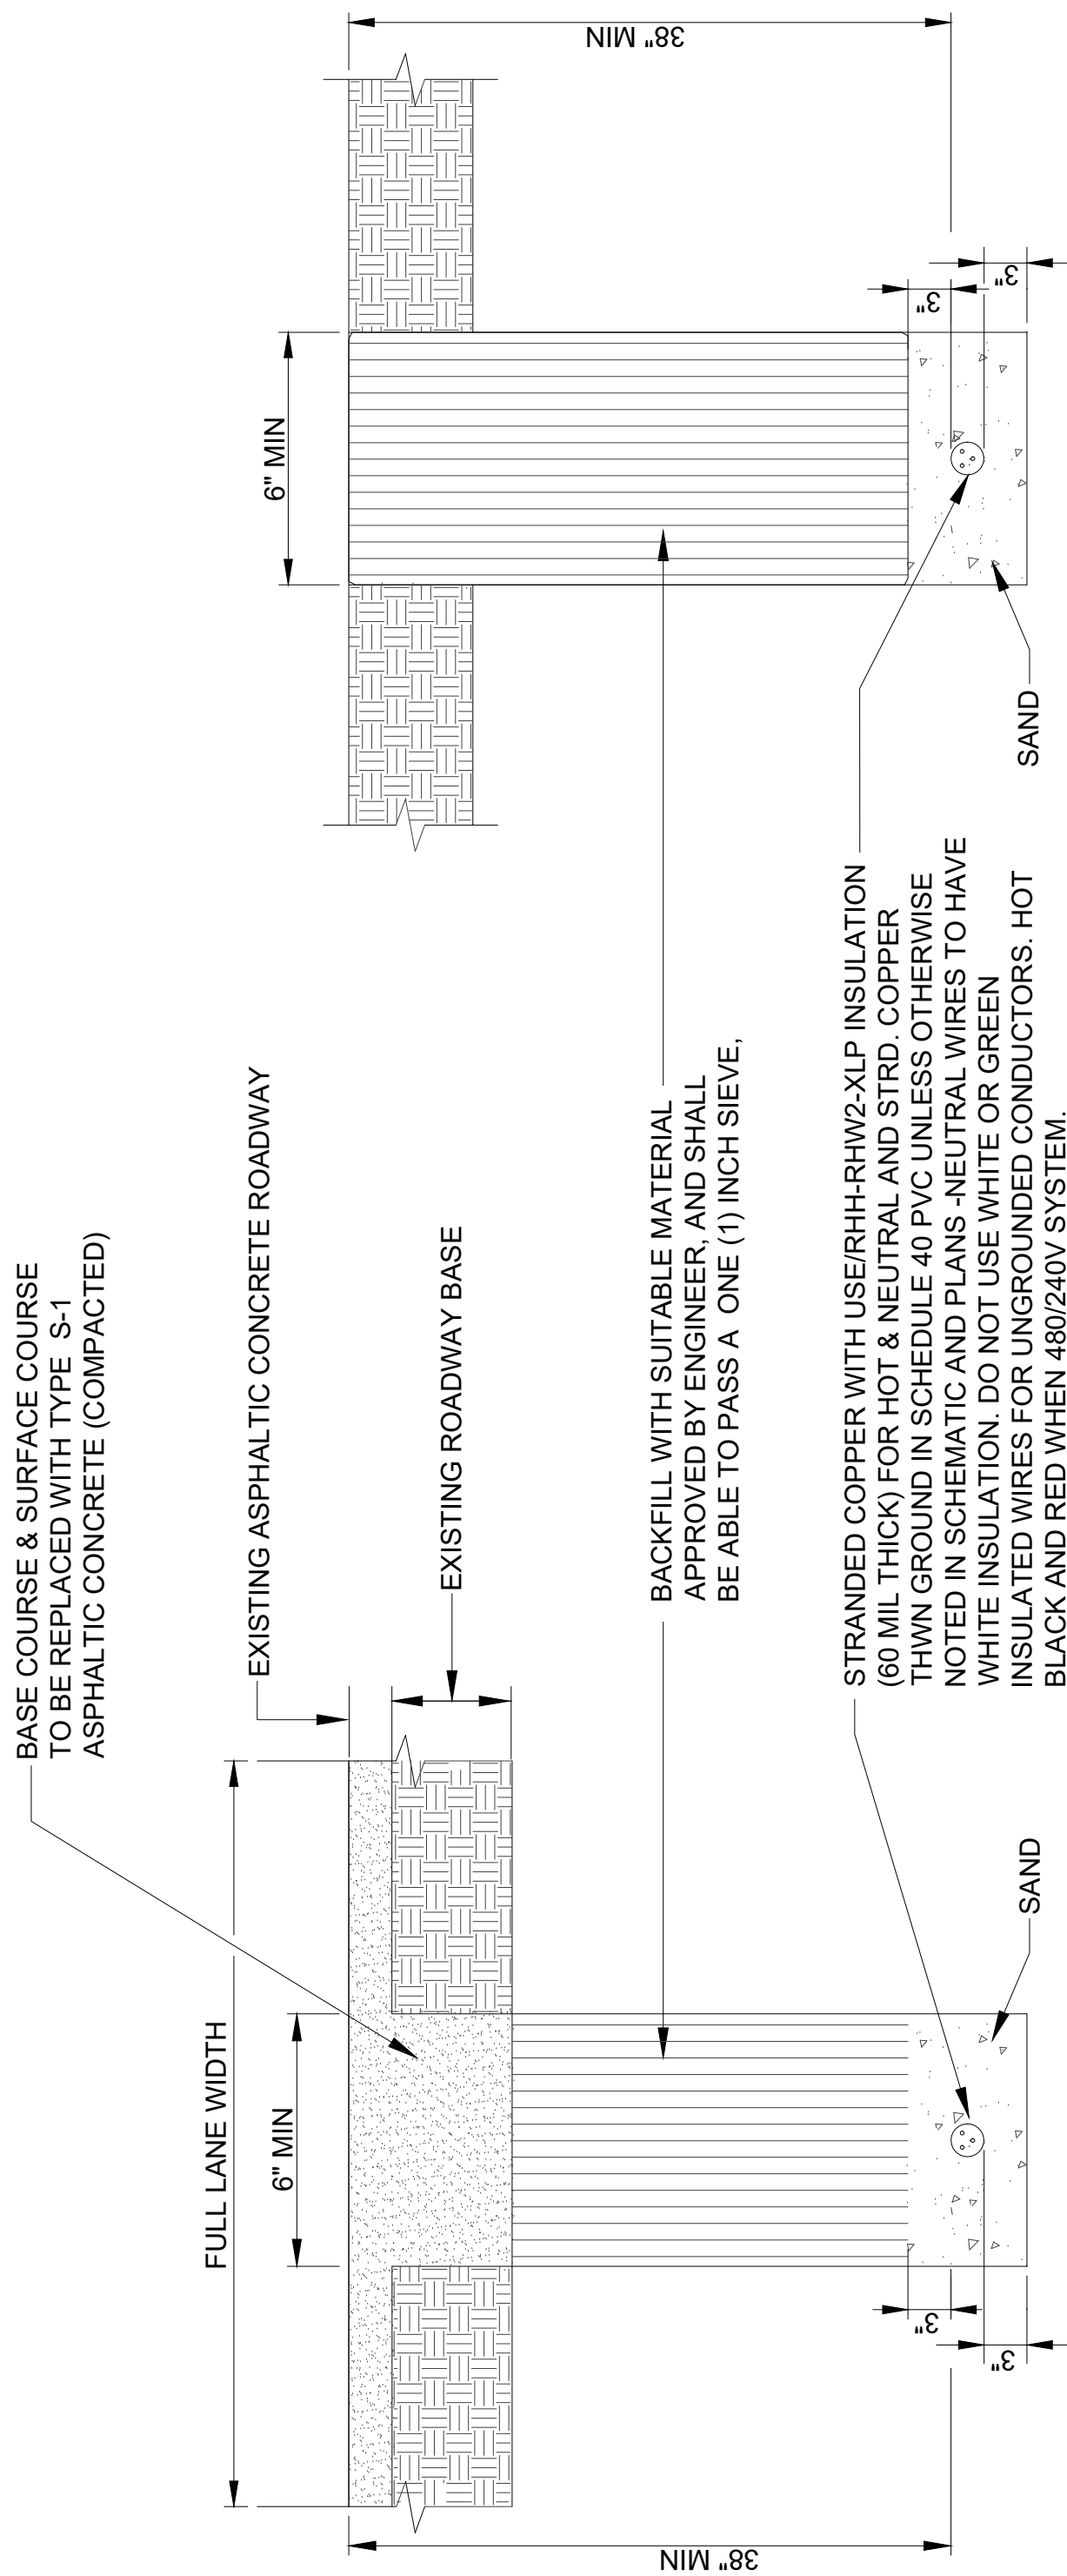 BASE COURSE & SURFACE COURSE
TO BE REPLACED WITH TYPE S-1
ASPHALTIC CONCRETE (COMPACTED)
FULL LANE WIDTH
EXISTING ASPHALTIC CONCRETE ROADWAY
6" MIN
6" MIN
EXISTING ROADWAY BASE
38" MIN
38" MIN
BACKFILL WITH SUITABLE MATERIAL
APPROVED BY ENGINEER, AND SHALL
BE ABLE TO PASS A ONE (1) INCH SIEVE,
STRANDED COPPER WITH USE/RHH-RHW2-XLP INSULATION
(60 MIL THICK) FOR HOT & NEUTRAL AND STRD. COPPER
THWN GROUND IN SCHEDULE 40 PVC UNLESS OTHERWISE
NOTED IN SCHEMATIC AND PLANS -NEUTRAL WIRES TO HAVE
WHITE INSULATION. DO NOT USE WHITE OR GREEN
INSULATED WIRES FOR UNGROUNDED CONDUCTORS. HOT
BLACK AND RED WHEN 480/240V SYSTEM.
3"
3"
SAND
3"
3"
SAND